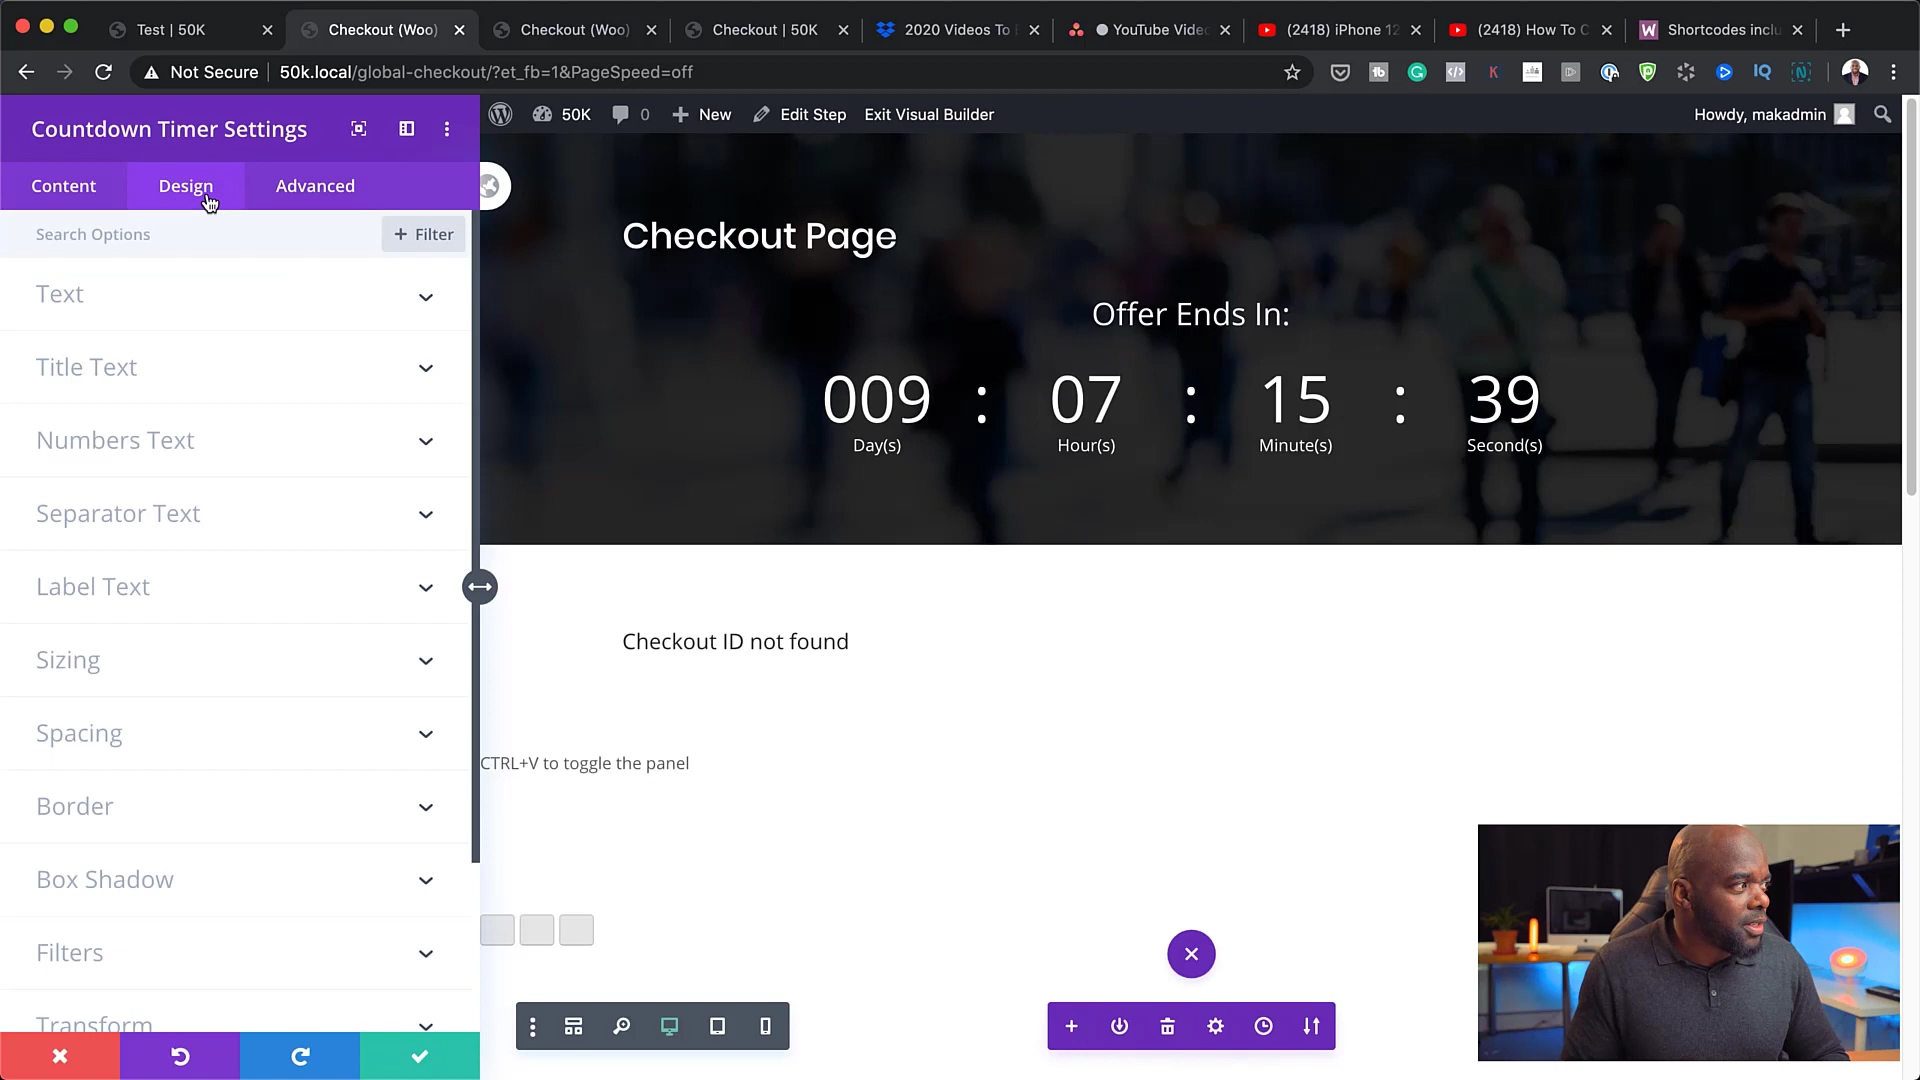 Test | 50K
Checkout (Woo)
Checkout (Woo)
Checkout | 50K
2020 Videos To
YouTube Vide
(2418) iPhone 12
(2418) How To C
Shortcodes inclu
Not Secure
50k.local/global-checkout/?et_fb=1&PageSpeed=off
Countdown Timer Settings
50K
0
New
Edit Step
Exit Visual Builder
Howdy, makadmin
Content
Design
Advanced
Search Options
+ Filter
Text
Title Text
Numbers Text
Separator Text
Label Text
Sizing
Spacing
Border
Box Shadow
Filters
Transform
Checkout Page
Offer Ends In:
009 : 07 : 15 : 39
Day(s) Hour(s) Minute(s) Second(s)
Checkout ID not found
CTRL+V to toggle the panel